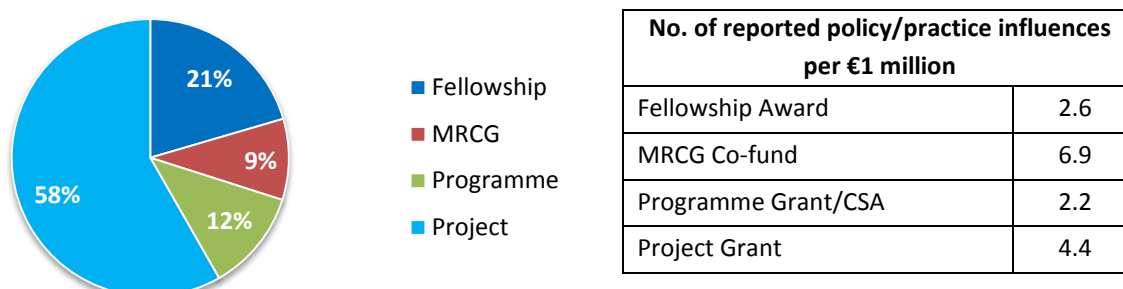 21%
9%
12%
58%
Fellowship
MRCG
Programme
Project
No. of reported policy/practice influences
per €1 million
Fellowship Award 2.6
MRCG Co-fund 6.9
Programme Grant/CSA 2.2
Project Grant 4.4